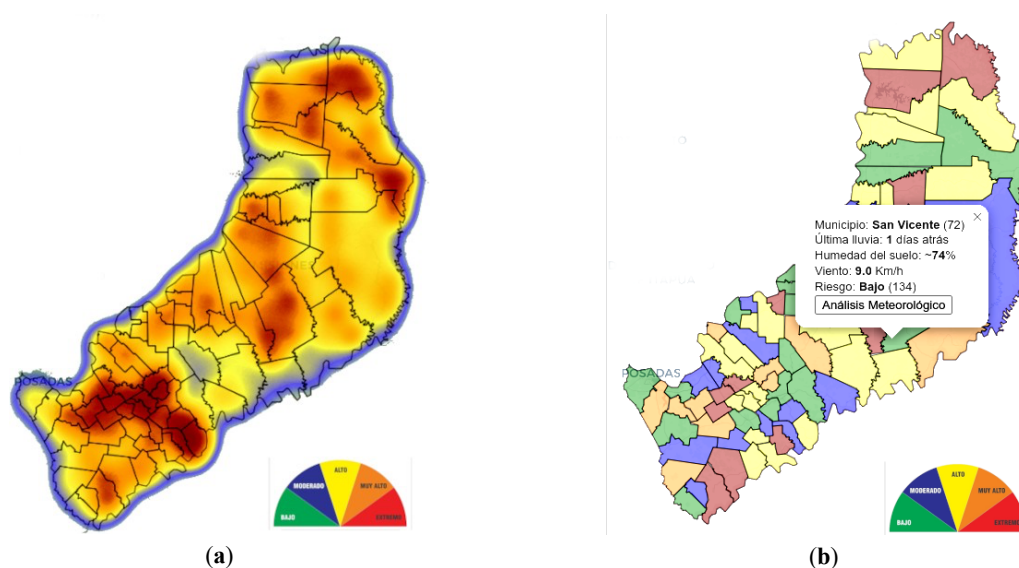 POSADAS
BAJO
MODERADO
ALTO
MUY ALTO
EXTREMO
(a)
Municipio: San Vicente (72)
Última lluvia: 1 días atrás
Humedad del suelo: ~74%
Viento: 9.0 Km/h
Riesgo: Bajo (134)
Análisis Meteorológico
POSADAS
BAJO
MODERADO
ALTO
MUY ALTO
(b)